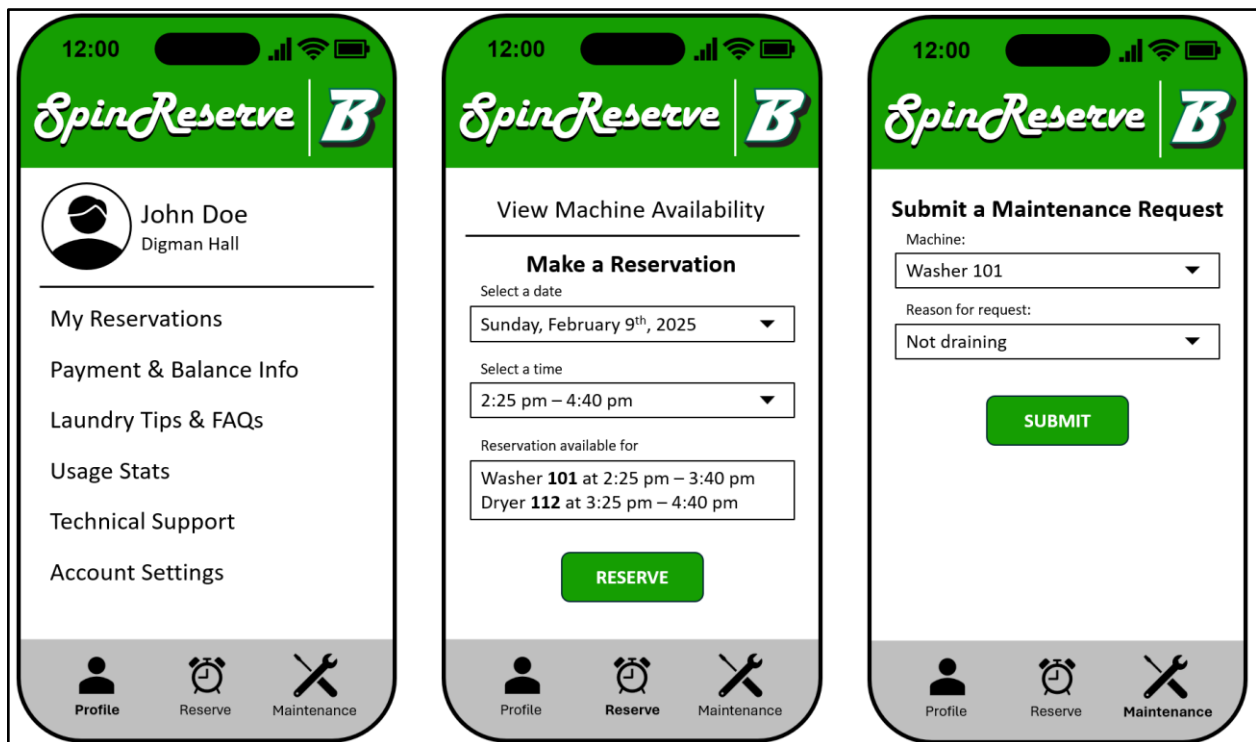 12:00
SpinReserve B
John Doe
Digman Hall
My Reservations
Payment & Balance Info
Laundry Tips & FAQs
Usage Stats
Technical Support
Account Settings
Profile Reserve Maintenance
12:00
SpinReserve B
View Machine Availability
Make a Reservation
Select a date
Sunday, February 9th, 2025
Select a time
2:25 pm – 4:40 pm
Reservation available for
Washer 101 at 2:25 pm – 3:40 pm
Dryer 112 at 3:25 pm – 4:40 pm
RESERVE
Profile Reserve Maintenance
12:00
SpinReserve B
Submit a Maintenance Request
Machine:
Washer 101
Reason for request:
Not draining
SUBMIT
Profile Reserve Maintenance